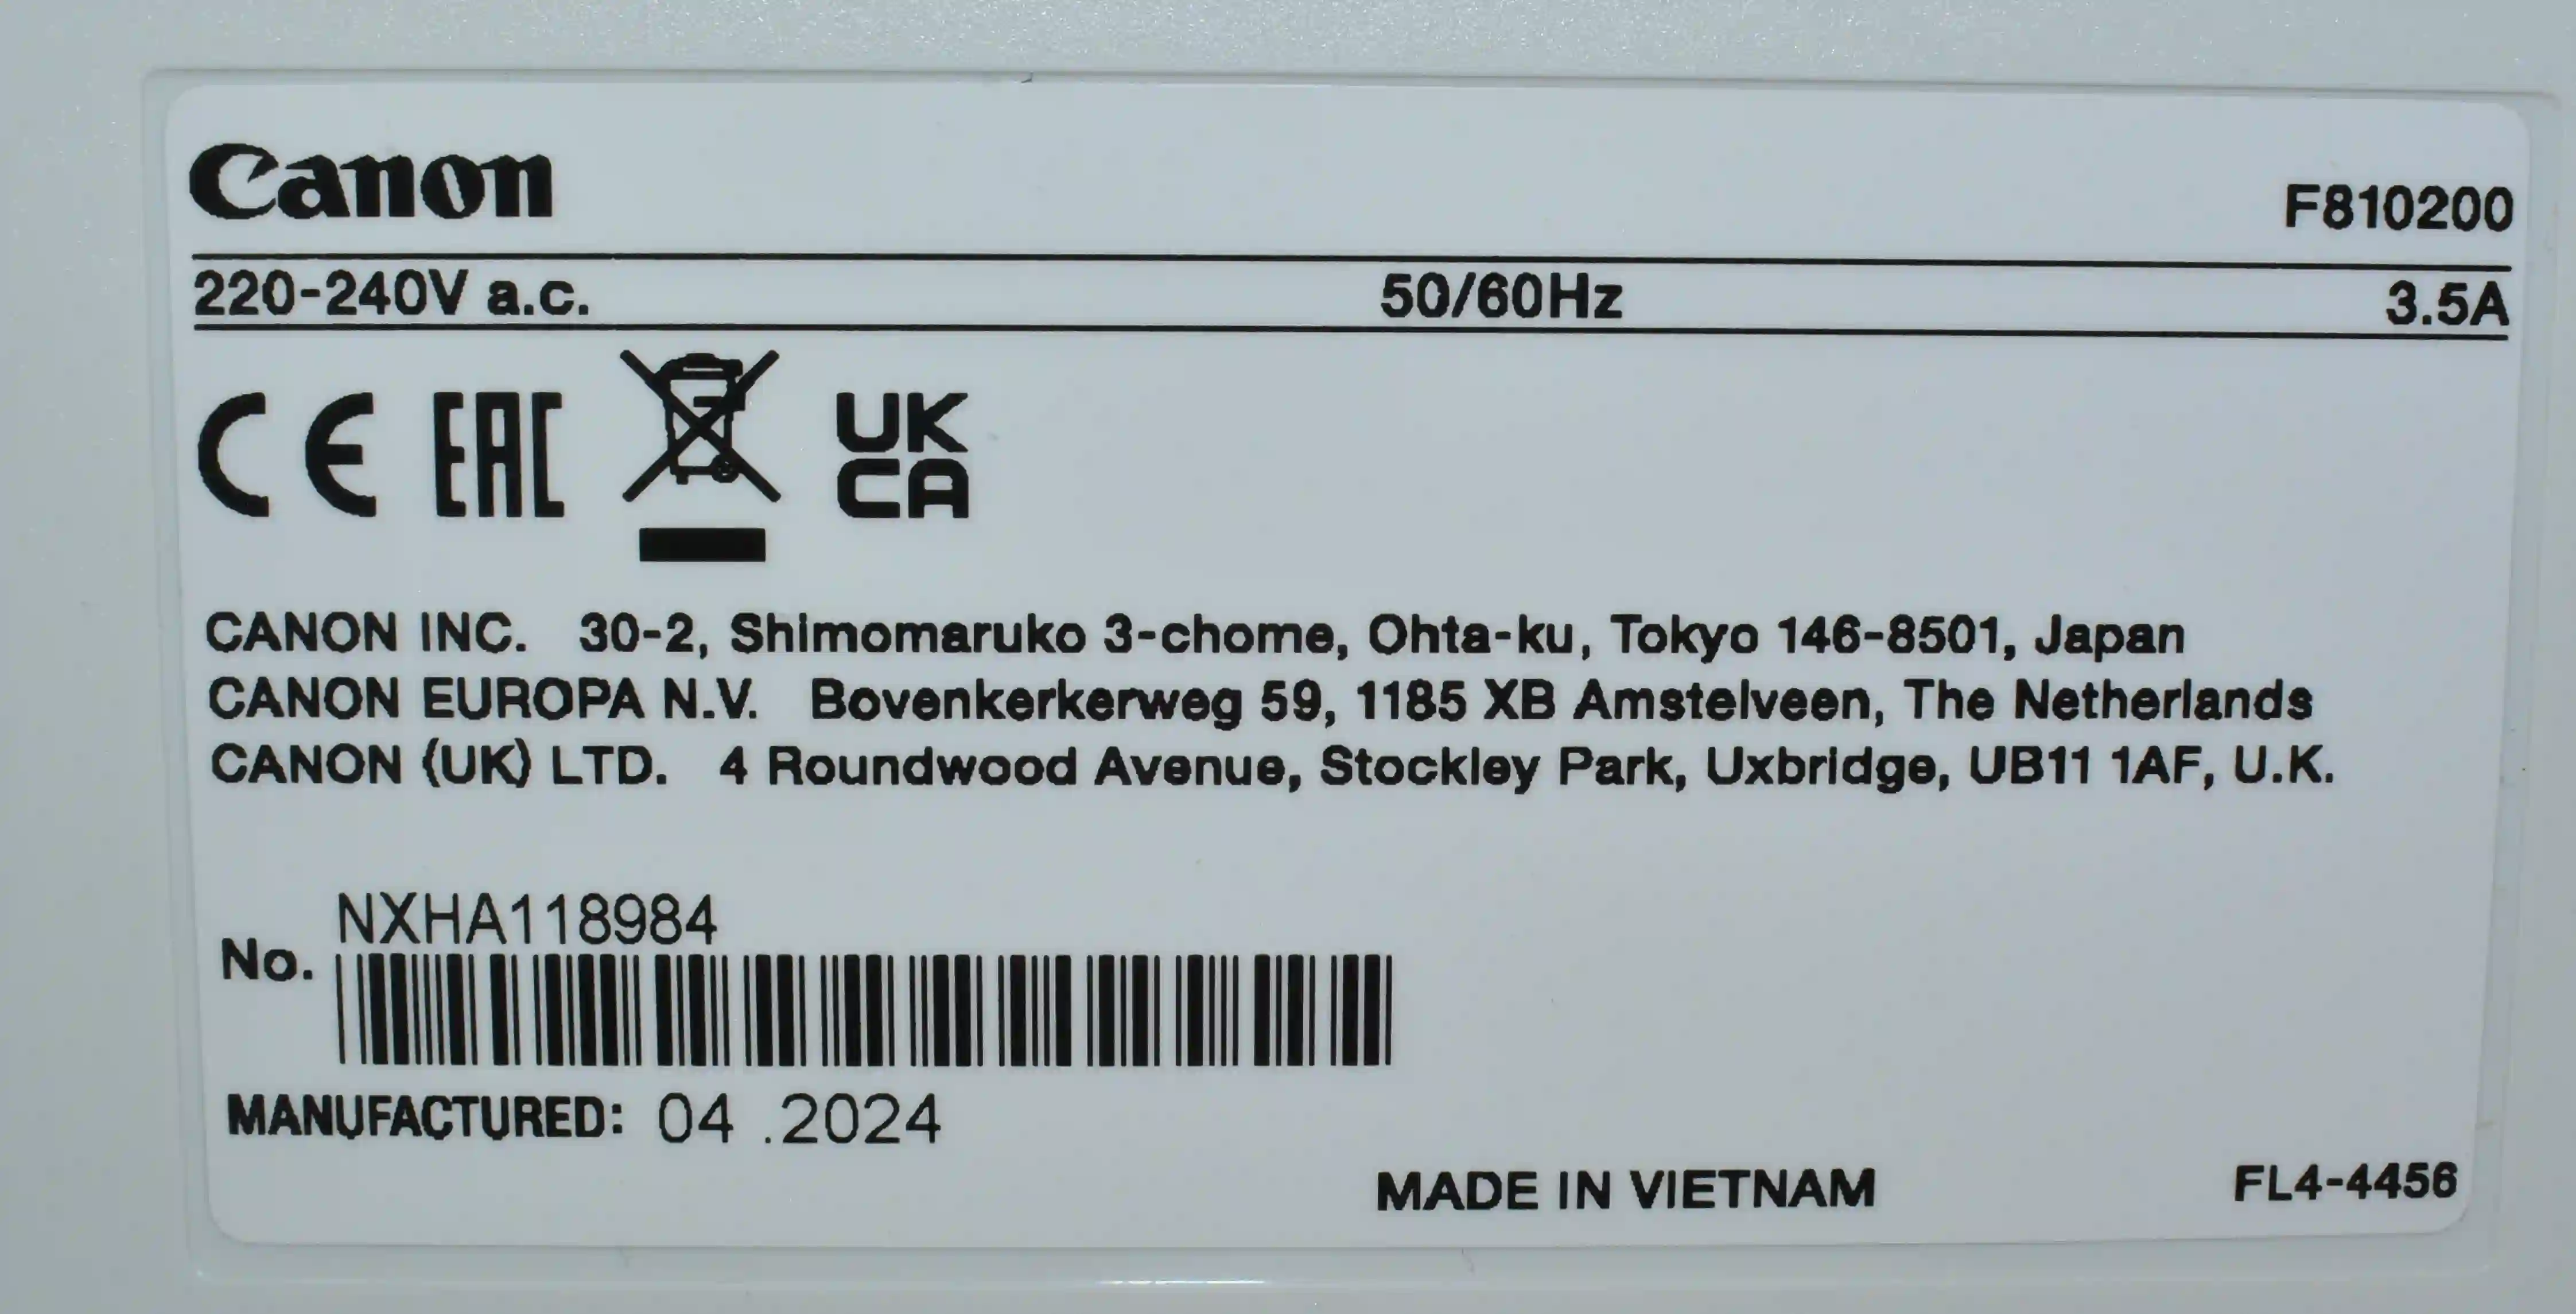 Canon
F810200
220-240V a.c. 50/60Hz 3.5A
CE EAC UK
CA
CANON INC. 30-2, Shimomaruko 3-chome, Ohta-ku, Tokyo 146-8501, Japan
CANON EUROPA N.V. Bovenkerkerweg 59, 1185 XB Amstelveen, The Netherlands
CANON (UK) LTD. 4 Roundwood Avenue, Stockley Park, Uxbridge, UB11 1AF, U.K.
NXHA118984
No.
MANUFACTURED: 04 .2024
MADE IN VIETNAM
FL4-4456